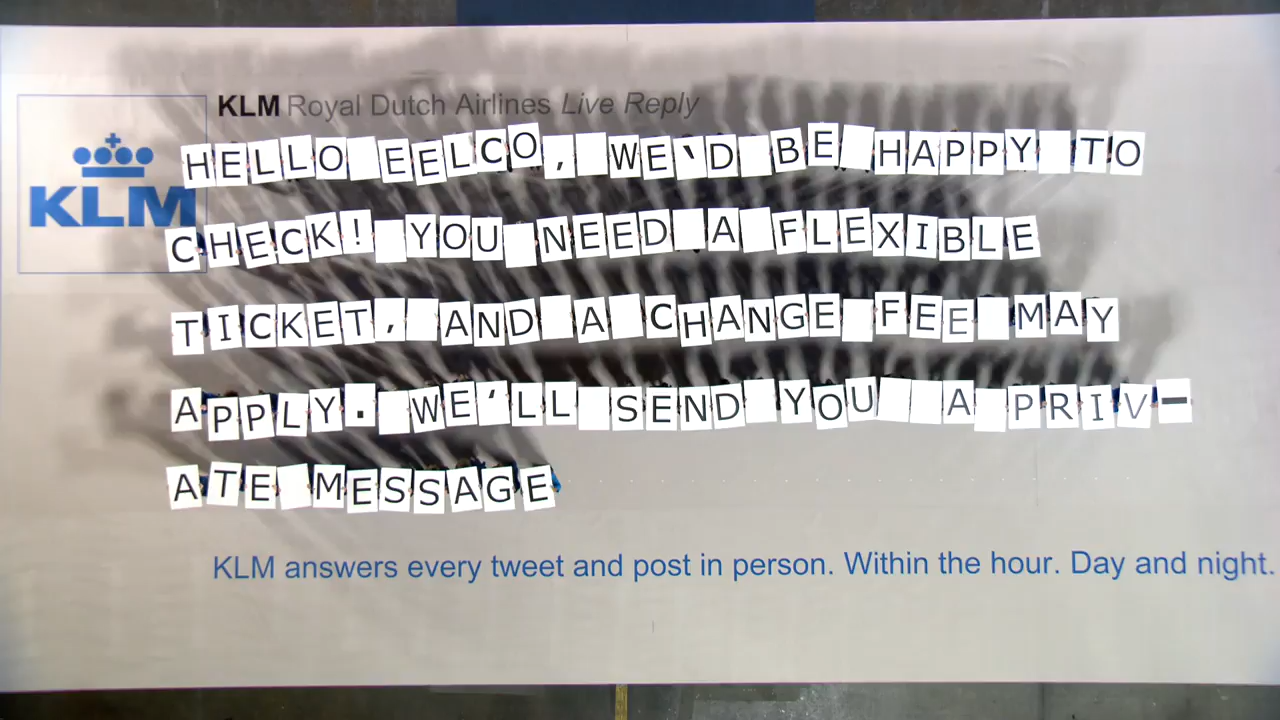 KLM Royal Dutch Airlines Live Reply
KLM
HELLO EELCO, WE'D BE HAPPY TO
CHECK! YOU NEED A FLEXIBLE
TICKET, AND A CHANGE FEE MAY
APPLY. WE'LL SEND YOU A PRIV-
ATE MESSAGE
KLM answers every tweet and post in person. Within the hour. Day and night.